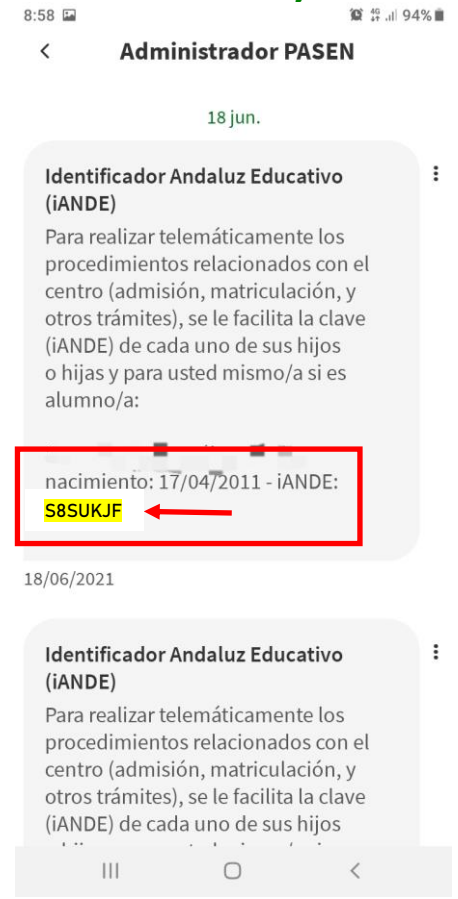 8:58 4G 94%
Administrador PASEN
18 jun.
Identificador Andaluz Educativo
(iANDE)
Para realizar telemáticamente los
procedimientos relacionados con el
centro (admisión, matriculación, y
otros trámites), se le facilita la clave
(iANDE) de cada uno de sus hijos
o hijas y para usted mismo/a si es
alumno/a:
nacimiento: 17/04/2011 - iANDE:
S8SUKJF
18/06/2021
Identificador Andaluz Educativo
(iANDE)
Para realizar telemáticamente los
procedimientos relacionados con el
centro (admisión, matriculación, y
otros trámites), se le facilita la clave
(iANDE) de cada uno de sus hijos